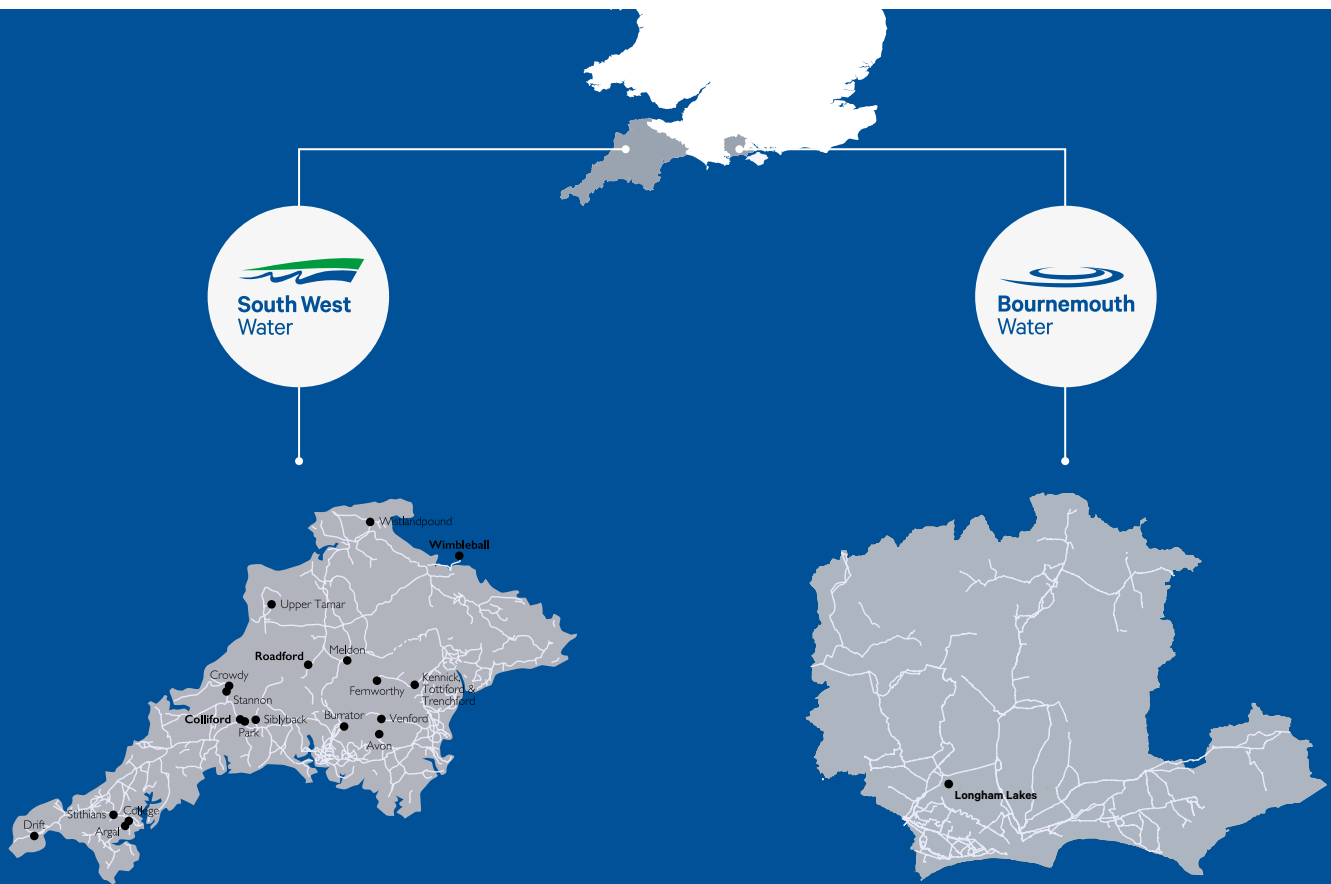 South West
Water
Bournemouth
Water
Wistlandpound
Wimbleball
Upper Tamar
Roadford
Meldon
Crowdy
Stannon
Fernworthy
Kennick,
Tottiford &
Trenchford
Colliford
Park
Siblyback
Burrator
Venford
Avon
Stithians
College
Argal
Drift
Longham Lakes